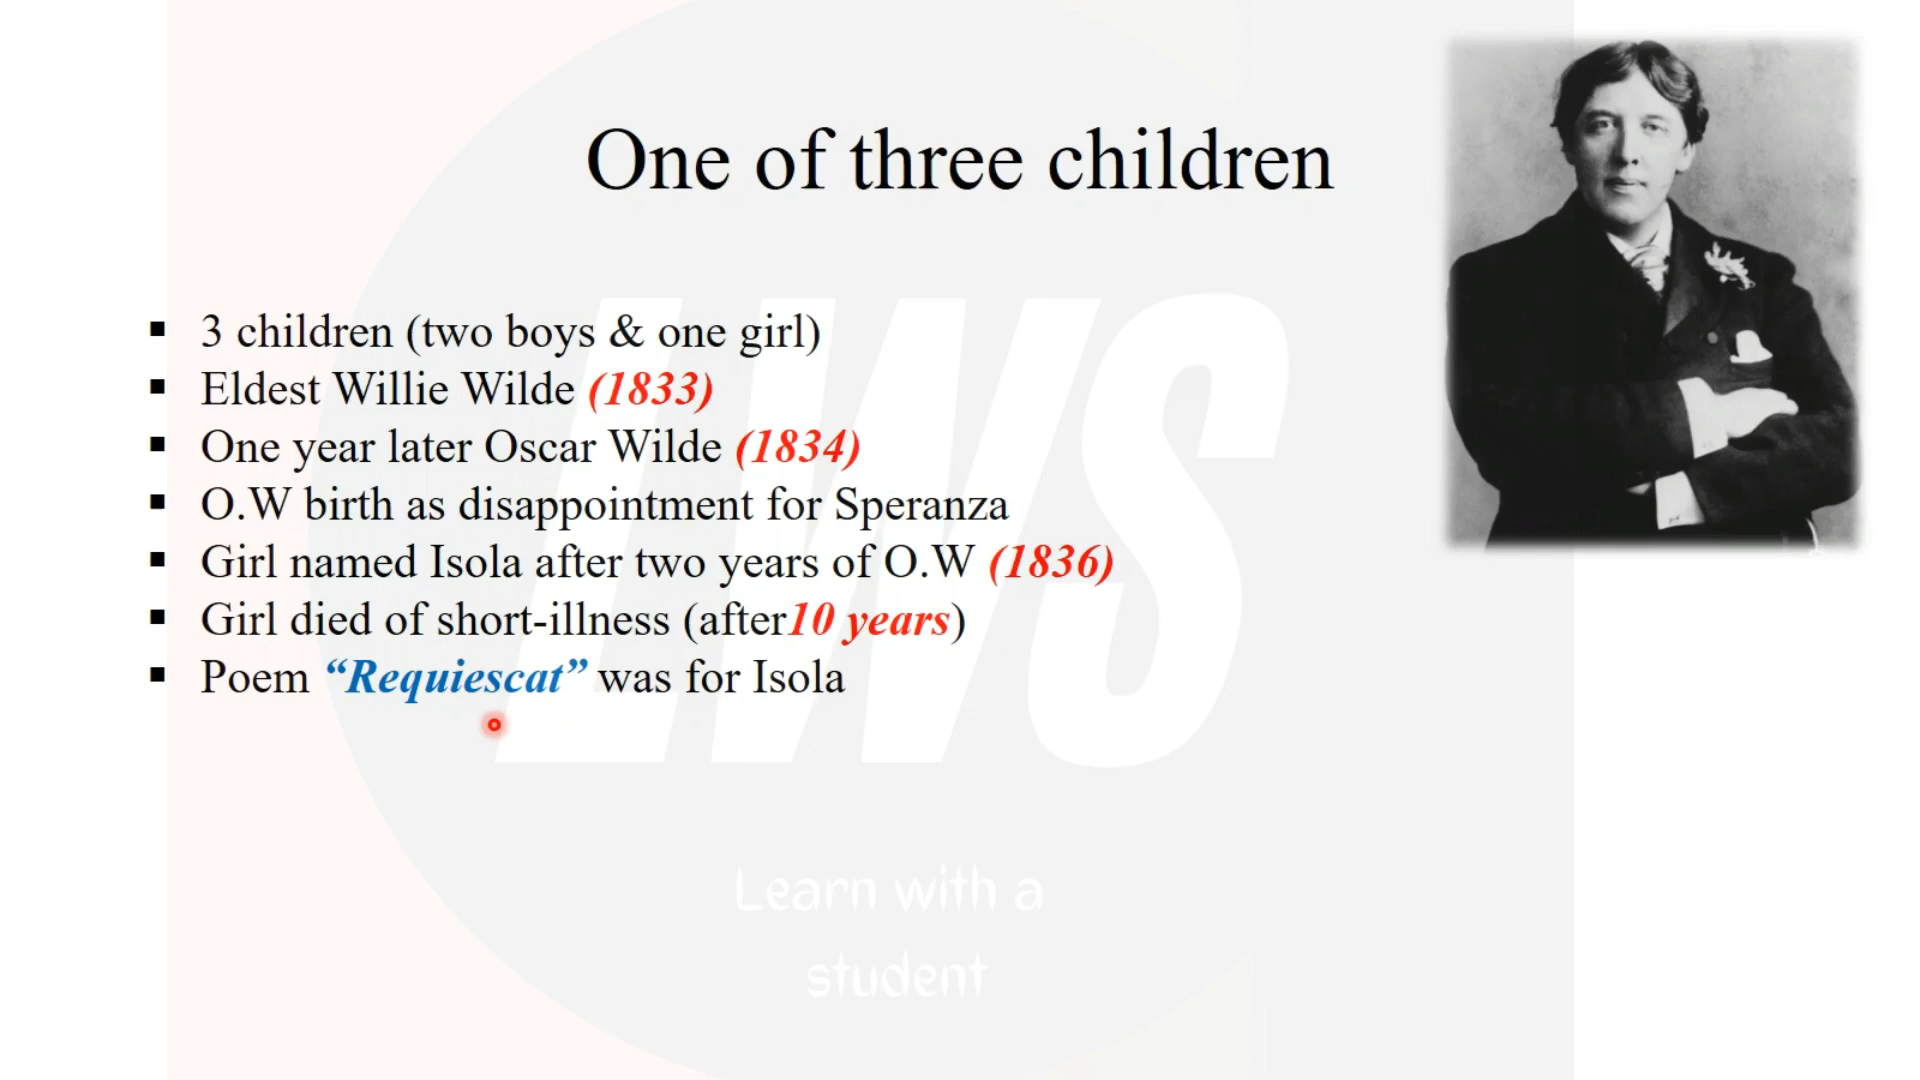 One of three children
▪ 3 children (two boys & one girl)
▪ Eldest Willie Wilde (1833)
▪ One year later Oscar Wilde (1834)
▪ O.W birth as disappointment for Speranza
▪ Girl named Isola after two years of O.W (1836)
▪ Girl died of short-illness (after10 years)
▪ Poem “Requiescat” was for Isola
LWS
Learn with a
student